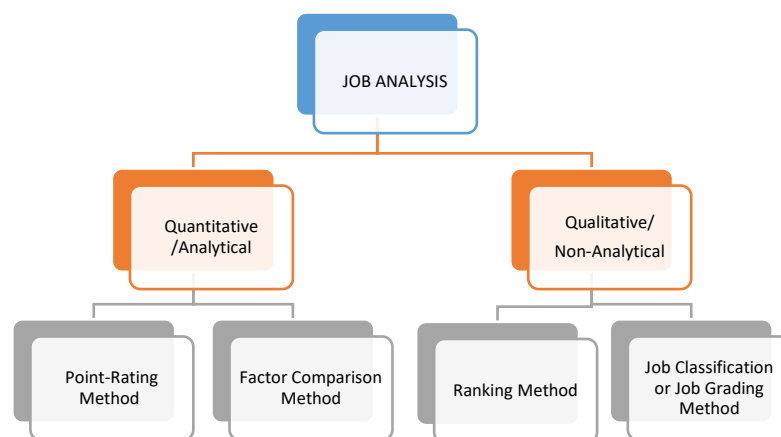 JOB ANALYSIS
Quantitative
/Analytical
Qualitative/
Non-Analytical
Point-Rating
Method
Factor Comparison
Method
Ranking Method
Job Classification
or Job Grading
Method